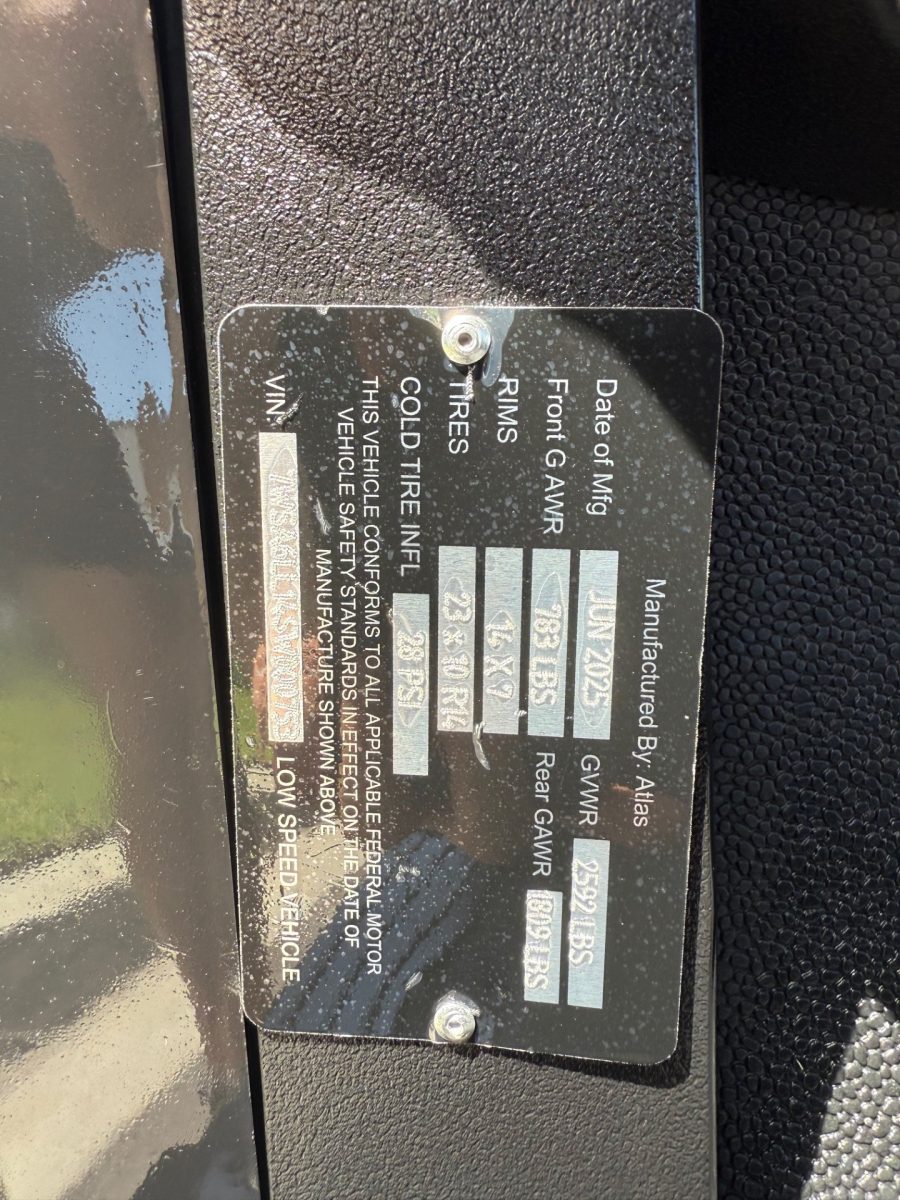 Manufactured By: Atlas
Date of Mfg JUN 2025 GVWR 2592 LBS
Front GAWR 783 LBS Rear GAWR 1809 LBS
RIMS 14 X 7
TIRES 23 x 10 R14
COLD TIRE INFL 28 PSI
THIS VEHICLE CONFORMS TO ALL APPLICABLE FEDERAL MOTOR
VEHICLE SAFETY STANDARDS IN EFFECT ON THE DATE OF
MANUFACTURE SHOWN ABOVE
VIN: LOW SPEED VEHICLE